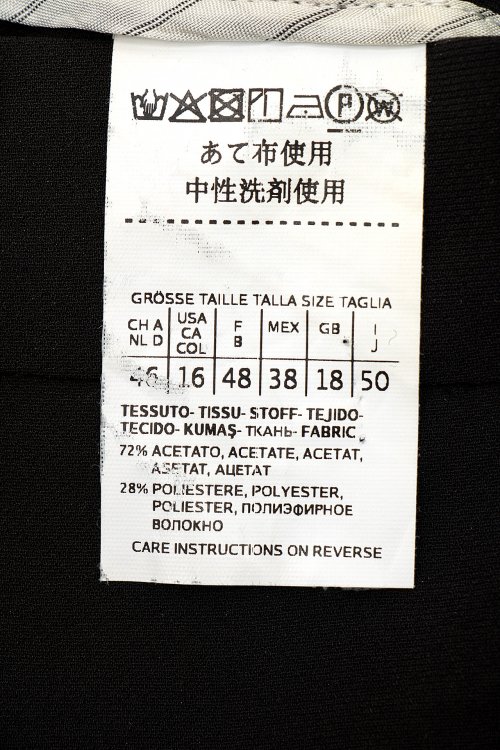 P W
あて布使用
中性洗剤使用
GRÖSSE TAILLE TALLA SIZE TAGLIA
CH A USA F MEX GB I
NL D CA B J
COL
46 16 48 38 18 50
TESSUTO- TISSU- STOFF- TEJIDO-
TECIDO- KUMAŞ- ТКАНЬ- FABRIC
72% ACETATO, ACETATE, ACETAT,
ASETAT, АЦЕТАТ
28% POLIESTERE, POLYESTER,
POLIESTER, ПОЛИЭФИРНОЕ
ВОЛОКНО
CARE INSTRUCTIONS ON REVERSE